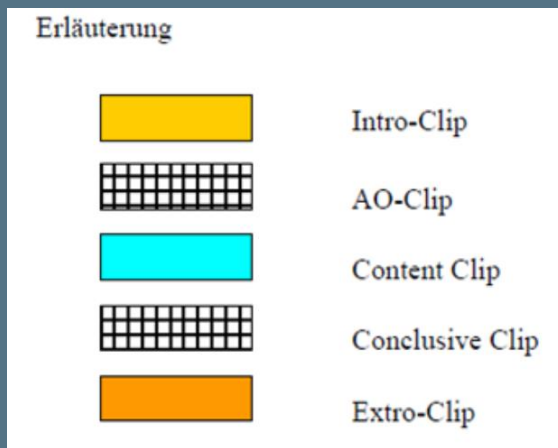 Erläuterung
Intro-Clip
AO-Clip
Content Clip
Conclusive Clip
Extro-Clip